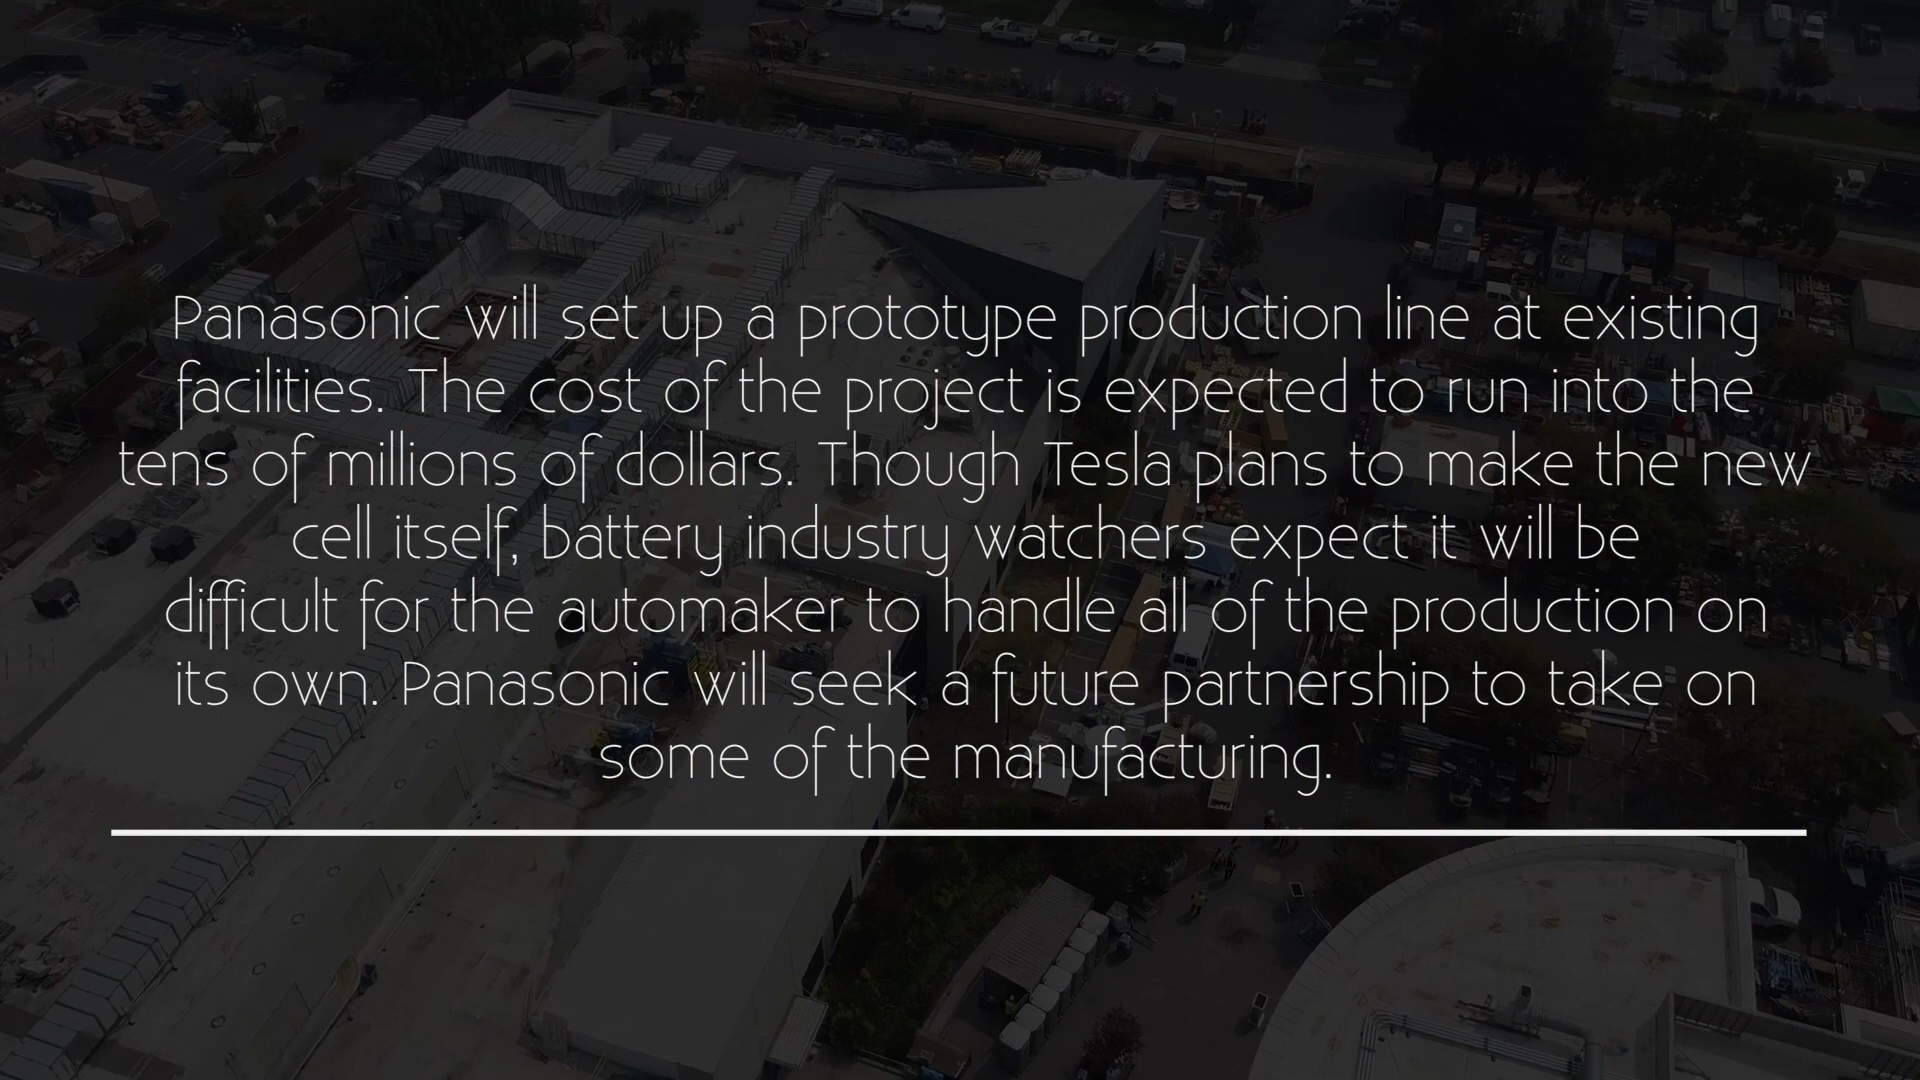 Panasonic will set up a prototype production line at existing
facilities. The cost of the project is expected to run into the
tens of millions of dollars. Though Tesla plans to make the new
cell itself, battery industry watchers expect it will be
difficult for the automaker to handle all of the production on
its own. Panasonic will seek a future partnership to take on
some of the manufacturing.